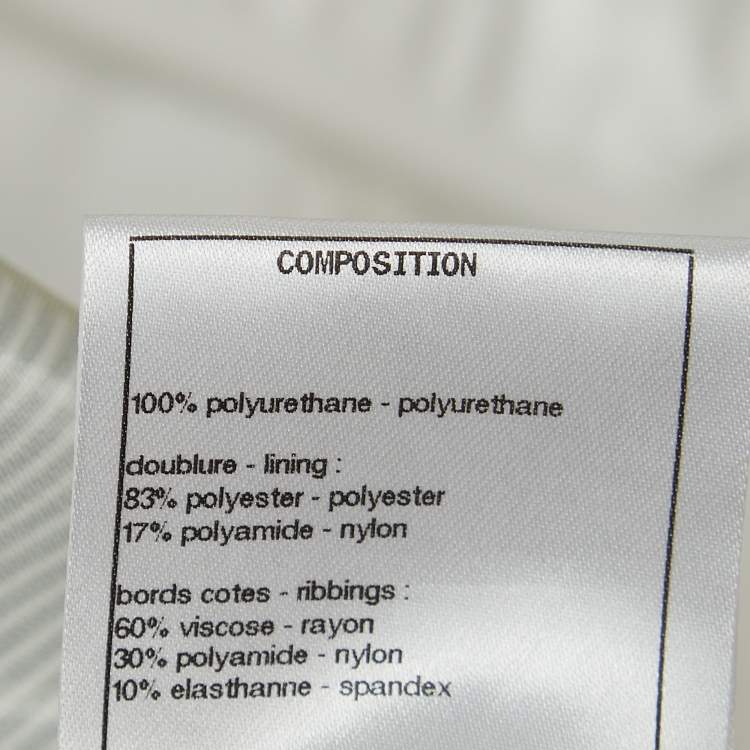 COMPOSITION
100% polyurethane - polyurethane
doublure - lining :
83% polyester - polyester
17% polyamide - nylon
bords cotes - ribbings :
60% viscose - rayon
30% polyamide - nylon
10% elasthanne - spandex